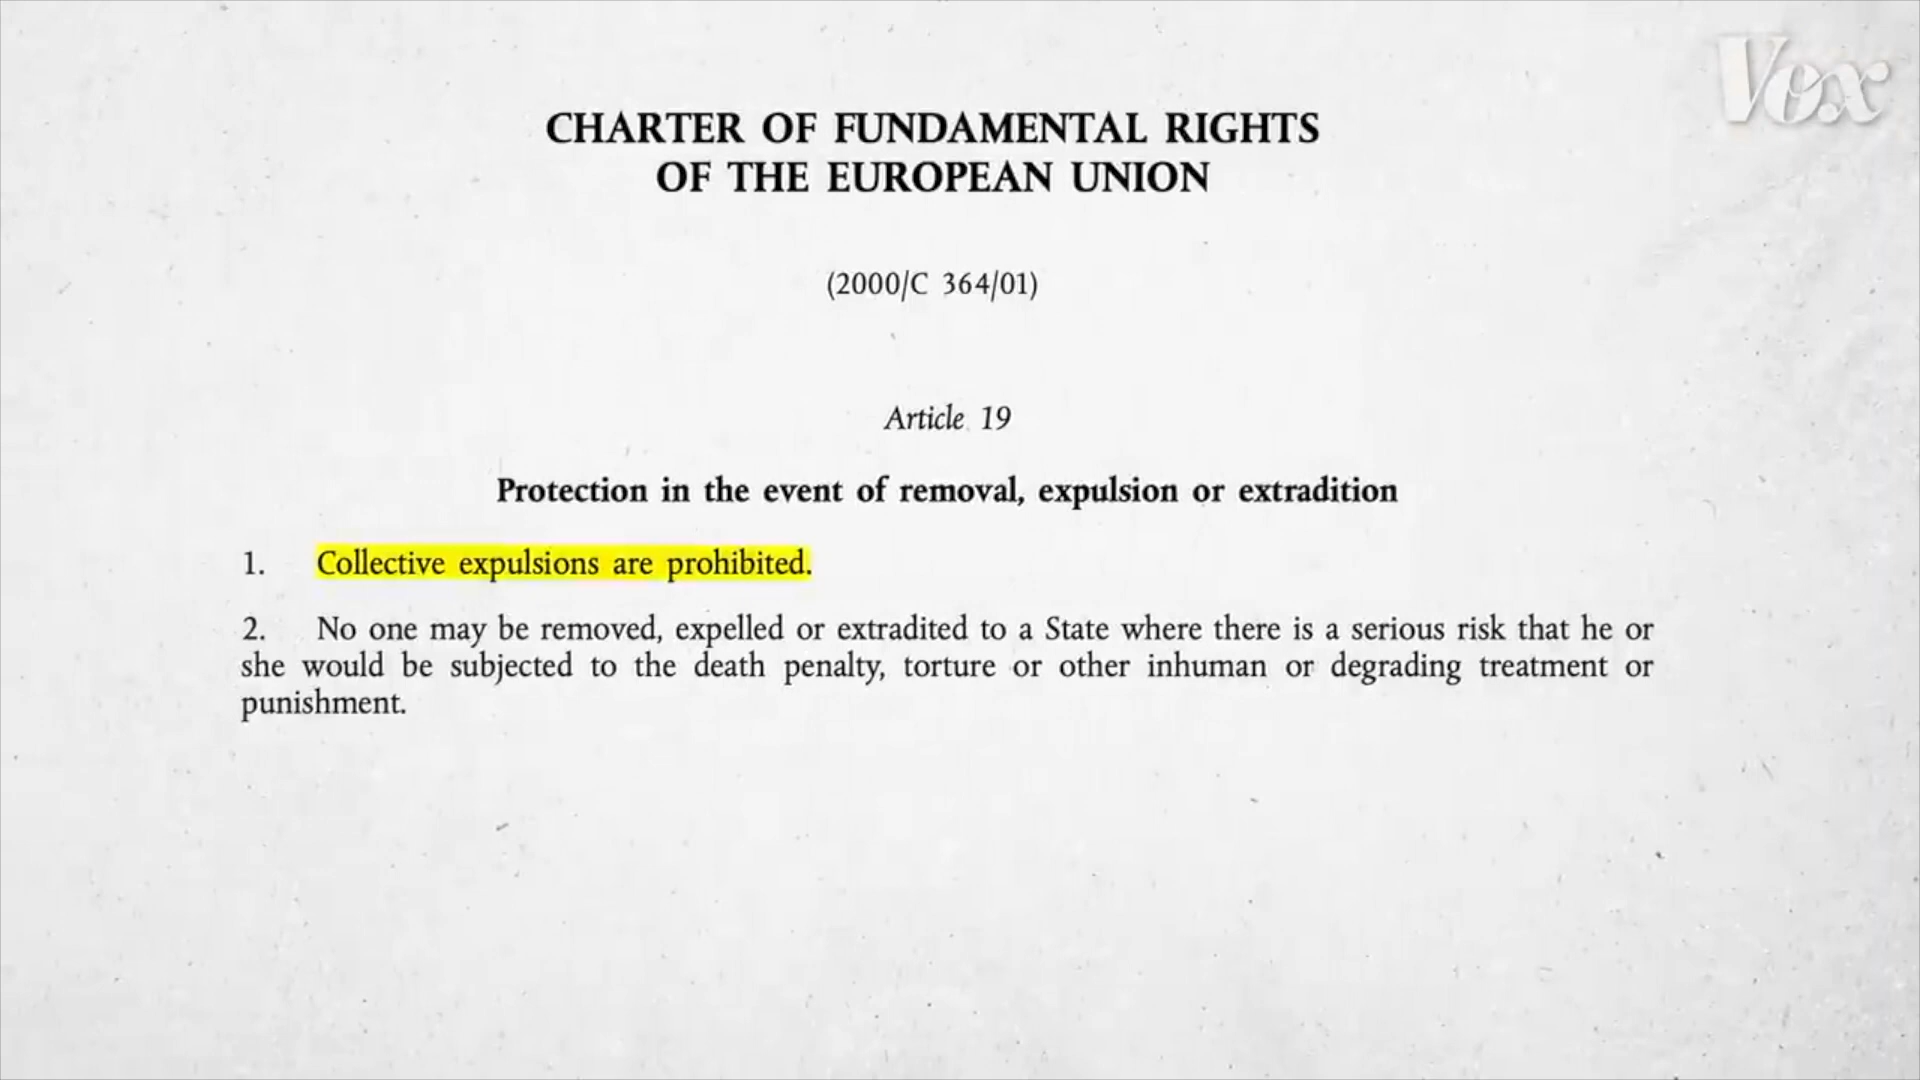 Vox
CHARTER OF FUNDAMENTAL RIGHTS
OF THE EUROPEAN UNION
(2000/C 364/01)
Article 19
Protection in the event of removal, expulsion or extradition
1. Collective expulsions are prohibited.
2. No one may be removed, expelled or extradited to a State where there is a serious risk that he or
she would be subjected to the death penalty, torture or other inhuman or degrading treatment or
punishment.